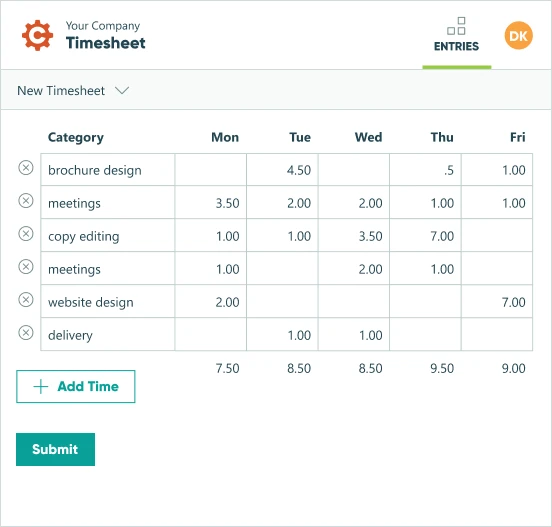 Your Company
Timesheet
ENTRIES
DK
New Timesheet
Category Mon Tue Wed Thu Fri
brochure design 4.50 .5 1.00
meetings 3.50 2.00 2.00 1.00 1.00
copy editing 1.00 1.00 3.50 7.00
meetings 1.00 2.00 1.00
website design 2.00 7.00
delivery 1.00 1.00
7.50 8.50 8.50 9.50 9.00
+ Add Time
Submit